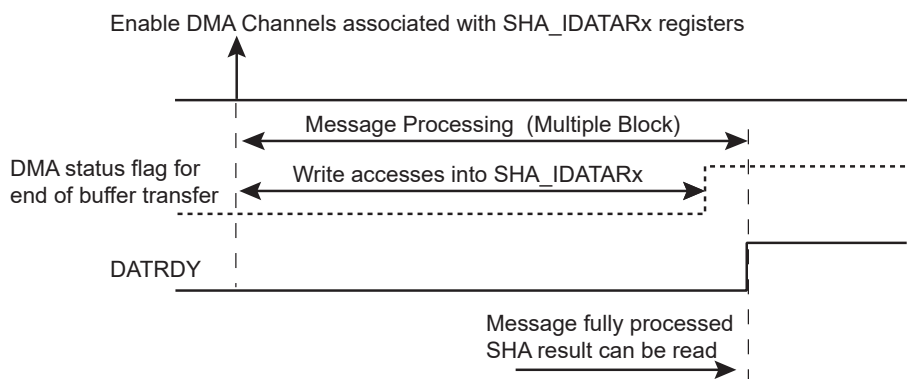 Enable DMA Channels associated with SHA_IDATARx registers
Message Processing (Multiple Block)
DMA status flag for
end of buffer transfer
Write accesses into SHA_IDATARx
DATRDY
Message fully processed
SHA result can be read